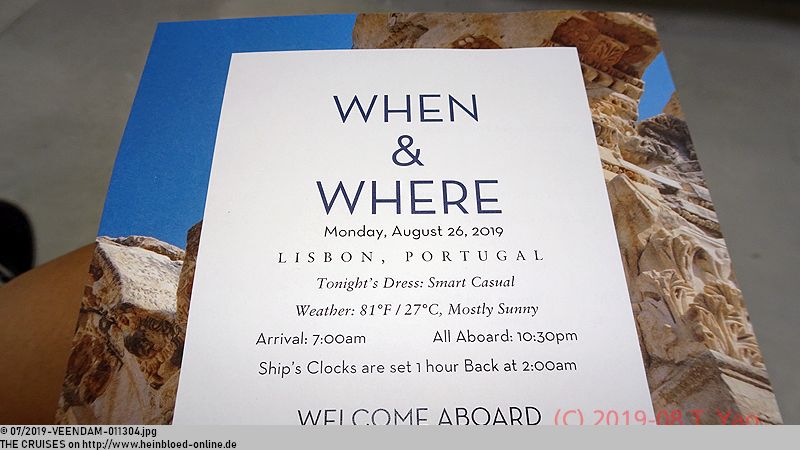 WHEN
&
WHERE
Monday, August 26, 2019
LISBON, PORTUGAL
Tonight's Dress: Smart Casual
Weather: 81°F / 27°C, Mostly Sunny
Arrival: 7:00am All Aboard: 10:30pm
Ship's Clocks are set 1 hour Back at 2:00am
WELCOME ABOARD
(C) 2019-08 T. Yao
© 07/2019-VEENDAM-011304.jpg
THE CRUISES on http://www.heinbloed-online.de